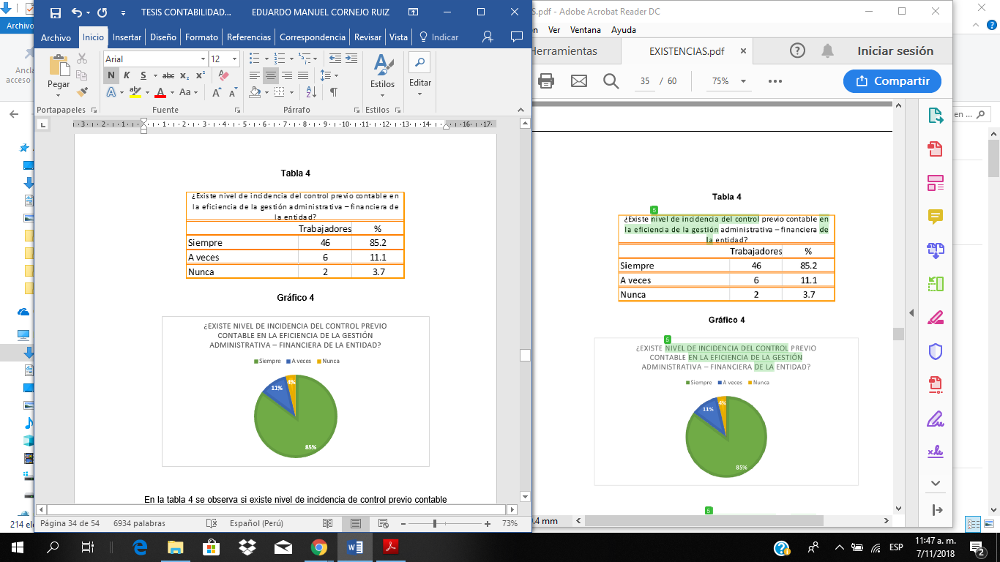 TESIS CONTABILIDAD...
EDUARDO MANUEL CORNEJO RUIZ
Archivo
Inicio
Insertar
Diseño
Formato
Referencias
Correspondencia
Revisar
Vista
Indicar
Pegar
Arial
12
N K S abc x₂ x²
A ab A Aa A A
Estilos
Editar
Portapapeles
Fuente
Párrafo
Estilos
3 2 1 1 2 3 4 5 6 7 8 9 10 11 12 13 14 16 17
Tabla 4
¿Existe nivel de incidencia del control previo contable en
la eficiencia de la gestión administrativa – financiera de
la entidad?
Trabajadores %
Siempre 46 85.2
A veces 6 11.1
Nunca 2 3.7
Gráfico 4
¿EXISTE NIVEL DE INCIDENCIA DEL CONTROL PREVIO
CONTABLE EN LA EFICIENCIA DE LA GESTIÓN
ADMINISTRATIVA – FINANCIERA DE LA ENTIDAD?
Siempre A veces Nunca
4%
11%
85%
En la tabla 4 se observa si existe nivel de incidencia de control previo contable
Página 34 de 54
6934 palabras
Español (Perú)
73%
S.pdf - Adobe Acrobat Reader DC
Ver Ventana Ayuda
Herramientas
EXISTENCIAS.pdf
Iniciar sesión
35 / 60
75%
Compartir
Tabla 4
5
¿Existe nivel de incidencia del control previo contable en
la eficiencia de la gestión administrativa – financiera de
la entidad?
Trabajadores %
Siempre 46 85.2
A veces 6 11.1
Nunca 2 3.7
Gráfico 4
5
¿EXISTE NIVEL DE INCIDENCIA DEL CONTROL PREVIO
CONTABLE EN LA EFICIENCIA DE LA GESTIÓN
ADMINISTRATIVA – FINANCIERA DE LA ENTIDAD?
Siempre A veces Nunca
4%
11%
85%
5
.4 mm
Archivo
Ancla
acceso
en ...
214 ele
ESP
11:47 a. m.
7/11/2018
2